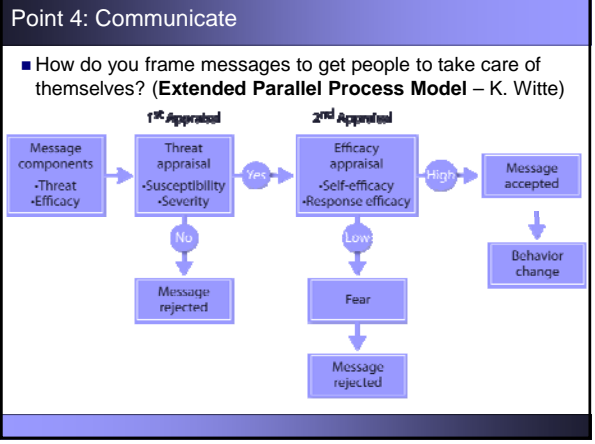 Point 4: Communicate
■ How do you frame messages to get people to take care of
themselves? (Extended Parallel Process Model – K. Witte)
1st Appraisal
2nd Appraisal
Message
components
•Threat
•Efficacy
Threat
appraisal
•Susceptibility
•Severity
Yes
Efficacy
appraisal
•Self-efficacy
•Response efficacy
High
Message
accepted
No
Low
Behavior
change
Message
rejected
Fear
Message
rejected